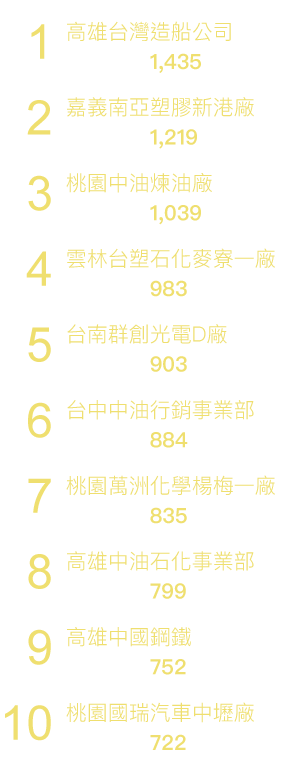 1 高雄台灣造船公司
1,435
2 嘉義南亞塑膠新港廠
1,219
3 桃園中油煉油廠
1,039
4 雲林台塑石化麥寮一廠
983
5 台南群創光電D廠
903
6 台中中油行銷事業部
884
7 桃園萬洲化學楊梅一廠
835
8 高雄中油石化事業部
799
9 高雄中國鋼鐵
752
10 桃園國瑞汽車中壢廠
722